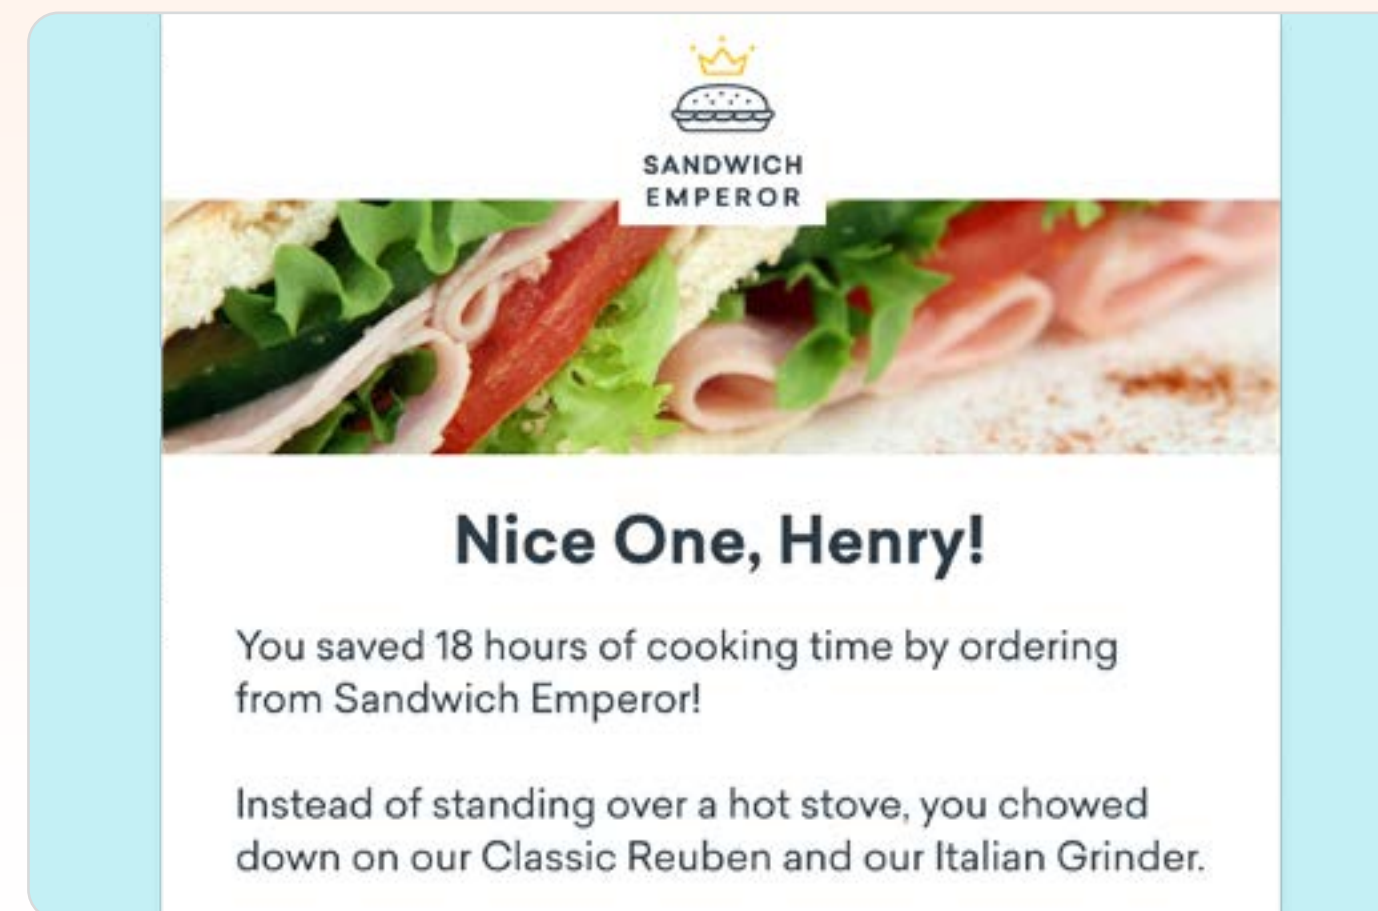 SANDWICH
EMPEROR
Nice One, Henry!
You saved 18 hours of cooking time by ordering
from Sandwich Emperor!
Instead of standing over a hot stove, you chowed
down on our Classic Reuben and our Italian Grinder.